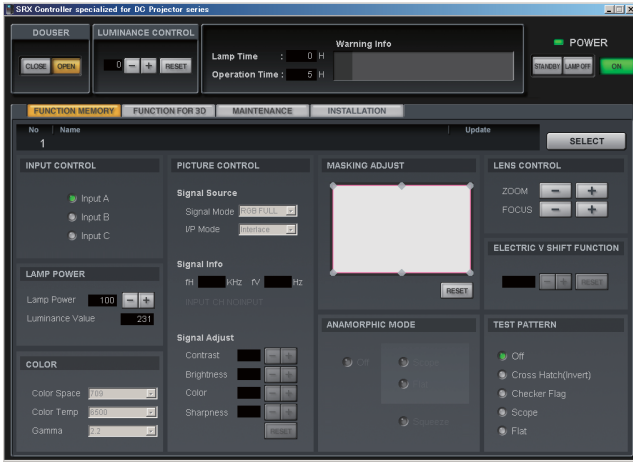 SRX Controller specialized for DC Projector series
DOUSER
CLOSE OPEN
LUMINANCE CONTROL
0 − + RESET
Lamp Time : 0 H
Operation Time : 5 H
Warning Info
POWER
STANDBY LAMP OFF ON
FUNCTION MEMORY FUNCTION FOR 3D MAINTENANCE INSTALLATION
No Name Update
1
SELECT
INPUT CONTROL
Input A
Input B
Input C
LAMP POWER
Lamp Power 100 − +
Luminance Value 231
COLOR
Color Space 709
Color Temp 6500
Gamma 2.2
PICTURE CONTROL
Signal Source
Signal Mode RGB FULL
I/P Mode Interlace
Signal Info
fH KHz fV Hz
INPUT CH NOINPUT
Signal Adjust
Contrast − +
Brightness − +
Color − +
Sharpness − +
RESET
MASKING ADJUST
RESET
ANAMORPHIC MODE
Off Scope
Flat
Squeeze
LENS CONTROL
ZOOM − +
FOCUS − +
ELECTRIC V SHIFT FUNCTION
− + RESET
TEST PATTERN
Off
Cross Hatch(Invert)
Checker Flag
Scope
Flat